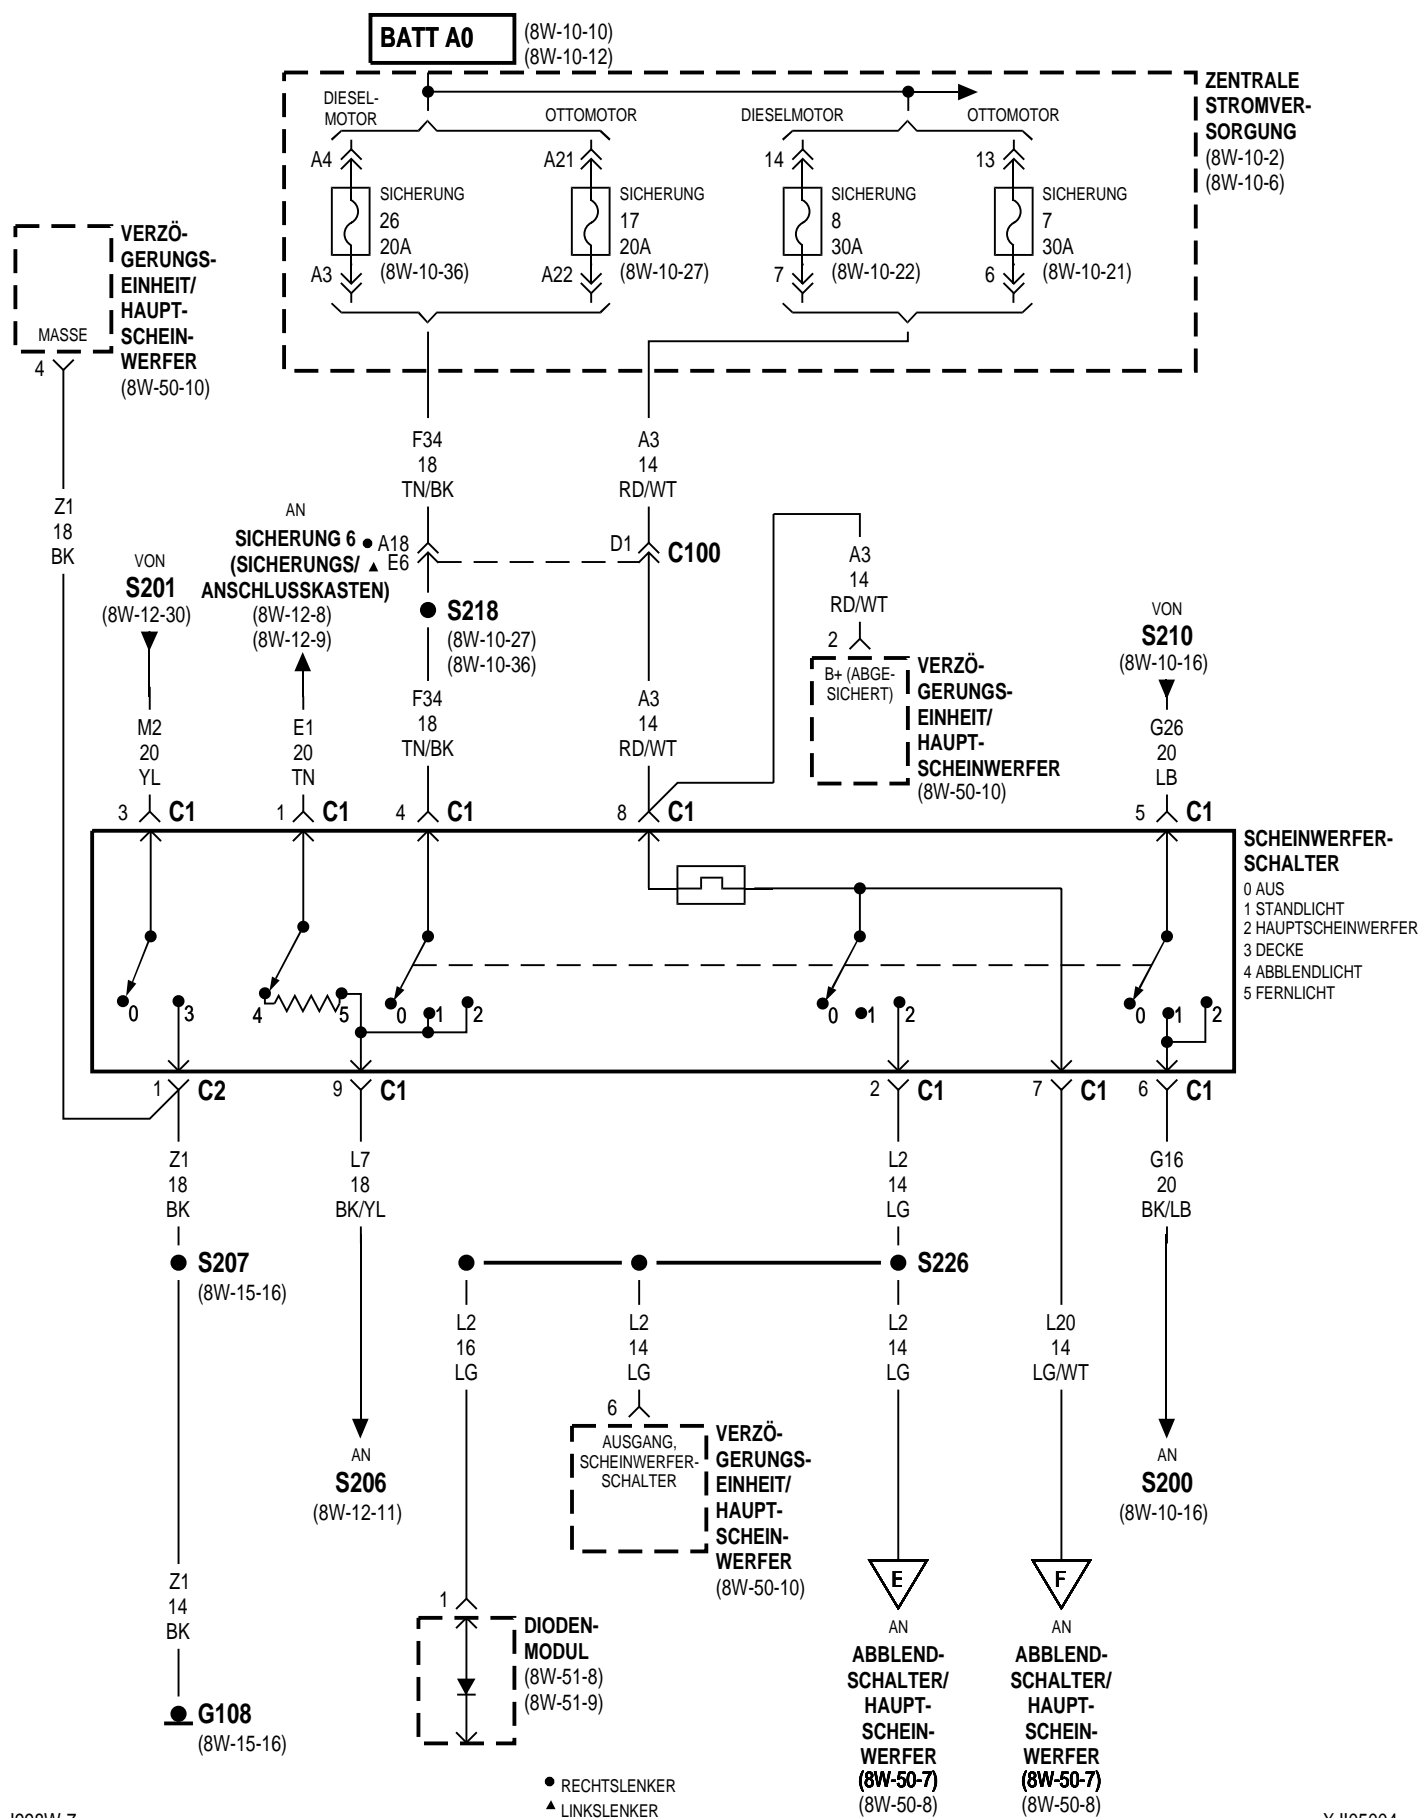 BATT A0
(8W-10-10)
(8W-10-12)
ZENTRALE
STROMVER-
SORGUNG
(8W-10-2)
(8W-10-6)
DIESEL-
MOTOR
OTTOMOTOR
DIESELMOTOR
OTTOMOTOR
A4
A21
14
13
SICHERUNG
26
20A
(8W-10-36)
SICHERUNG
17
20A
(8W-10-27)
SICHERUNG
8
30A
(8W-10-22)
SICHERUNG
7
30A
(8W-10-21)
A3
A22
7
6
MASSE
4
VERZÖ-
GERUNGS-
EINHEIT/
HAUPT-
SCHEIN-
WERFER
(8W-50-10)
Z1
18
BK
F34
18
TN/BK
A3
14
RD/WT
VON
S201
(8W-12-30)
AN
SICHERUNG 6
(SICHERUNGS/
ANSCHLUSSKASTEN)
(8W-12-8)
(8W-12-9)
A18
E6
D1
C100
S218
(8W-10-27)
(8W-10-36)
A3
14
RD/WT
2
B+ (ABGE-
SICHERT)
VERZÖ-
GERUNGS-
EINHEIT/
HAUPT-
SCHEINWERFER
(8W-50-10)
VON
S210
(8W-10-16)
M2
20
YL
E1
20
TN
F34
18
TN/BK
A3
14
RD/WT
G26
20
LB
3 C1
1 C1
4 C1
8 C1
5 C1
SCHEINWERFER-
SCHALTER
0 AUS
1 STANDLICHT
2 HAUPTSCHEINWERFER
3 DECKE
4 ABBLENDLICHT
5 FERNLICHT
0 3
4 5
0 1 2
0 1 2
0 1 2
1 C2
9 C1
2 C1
7 C1
6 C1
Z1
18
BK
L7
18
BK/YL
L2
14
LG
G16
20
BK/LB
S207
(8W-15-16)
S226
L2
16
LG
L2
14
LG
L2
14
LG
L20
14
LG/WT
6
AUSGANG,
SCHEINWERFER-
SCHALTER
VERZÖ-
GERUNGS-
EINHEIT/
HAUPT-
SCHEIN-
WERFER
(8W-50-10)
AN
S206
(8W-12-11)
AN
S200
(8W-10-16)
Z1
14
BK
G108
(8W-15-16)
1
DIODEN-
MODUL
(8W-51-8)
(8W-51-9)
E
AN
ABBLEND-
SCHALTER/
HAUPT-
SCHEIN-
WERFER
(8W-50-7)
(8W-50-8)
F
AN
ABBLEND-
SCHALTER/
HAUPT-
SCHEIN-
WERFER
(8W-50-7)
(8W-50-8)
RECHTSLENKER
LINKSLENKER